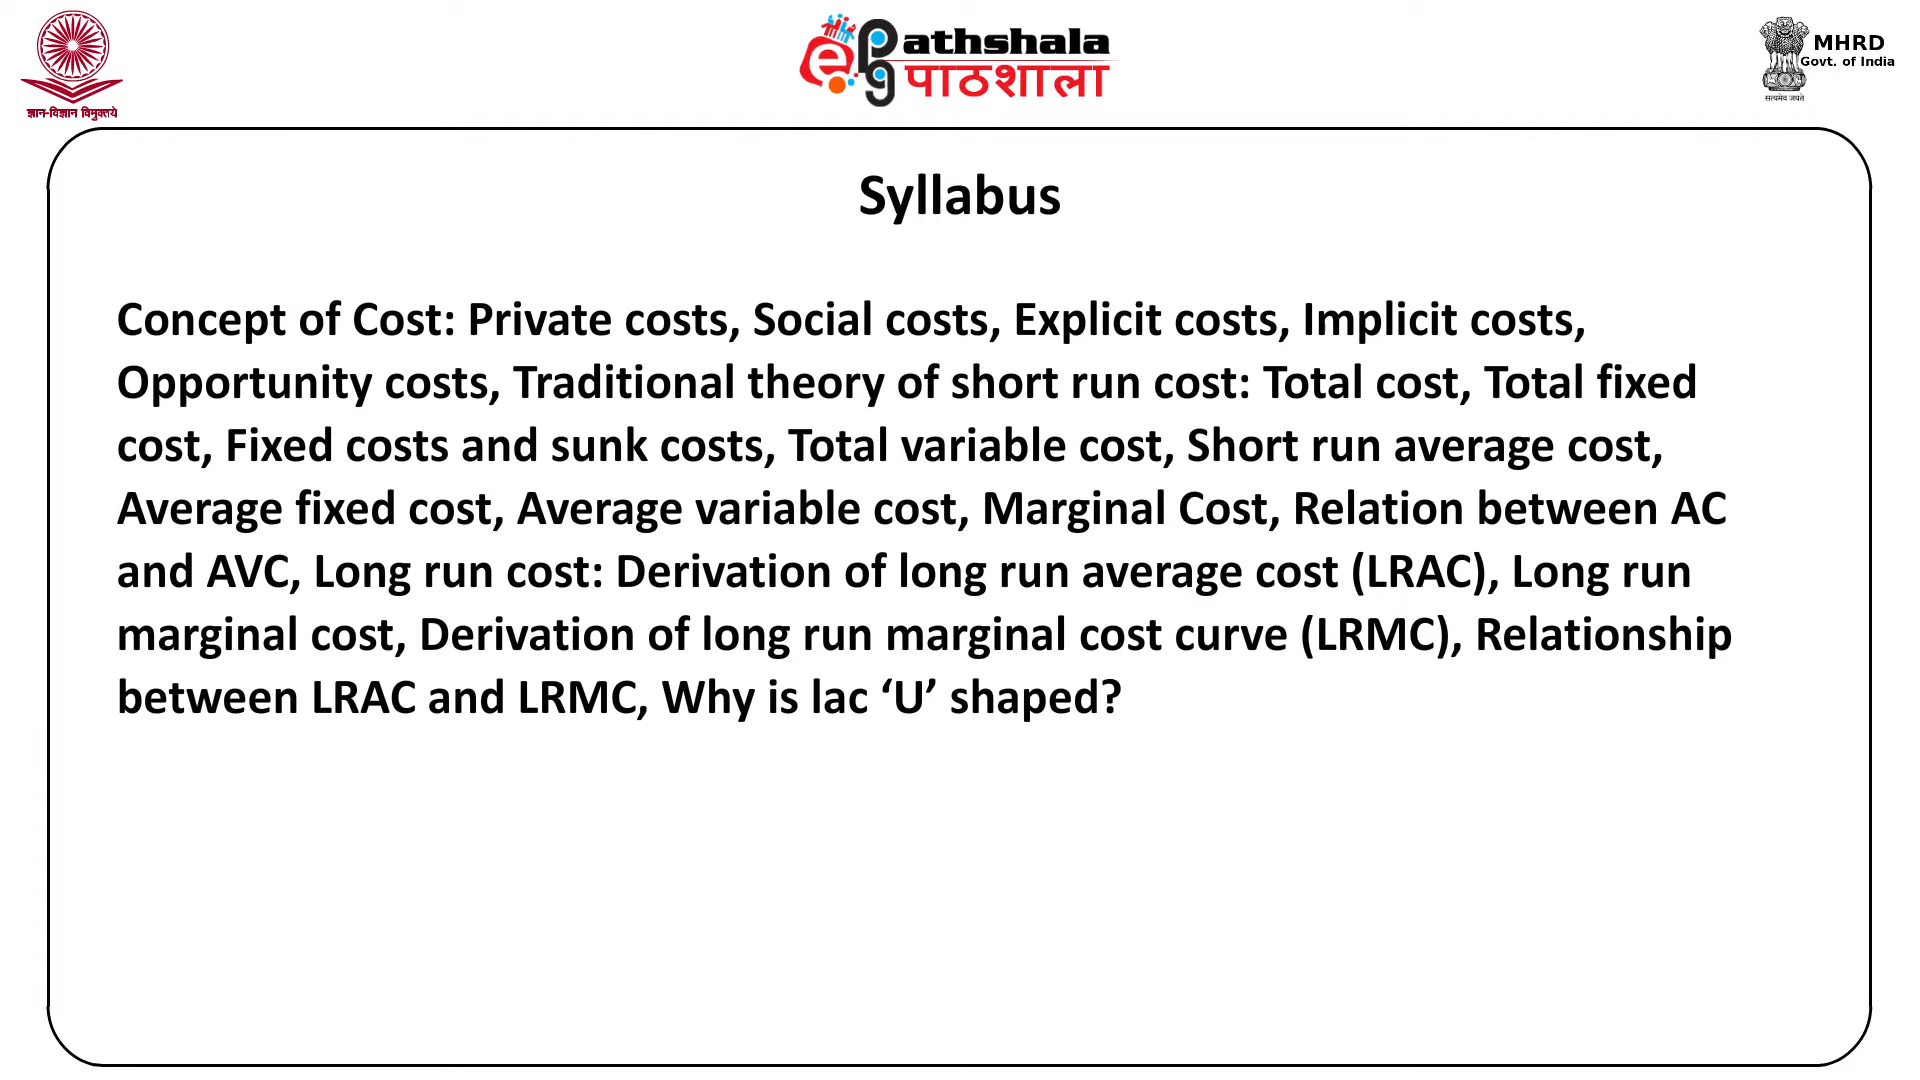 ज्ञान-विज्ञान विमुक्तये
e Pg athshala
पाठशाला
MHRD
Govt. of India
सत्यमेव जयते
Syllabus
Concept of Cost: Private costs, Social costs, Explicit costs, Implicit costs,
Opportunity costs, Traditional theory of short run cost: Total cost, Total fixed
cost, Fixed costs and sunk costs, Total variable cost, Short run average cost,
Average fixed cost, Average variable cost, Marginal Cost, Relation between AC
and AVC, Long run cost: Derivation of long run average cost (LRAC), Long run
marginal cost, Derivation of long run marginal cost curve (LRMC), Relationship
between LRAC and LRMC, Why is lac ‘U’ shaped?